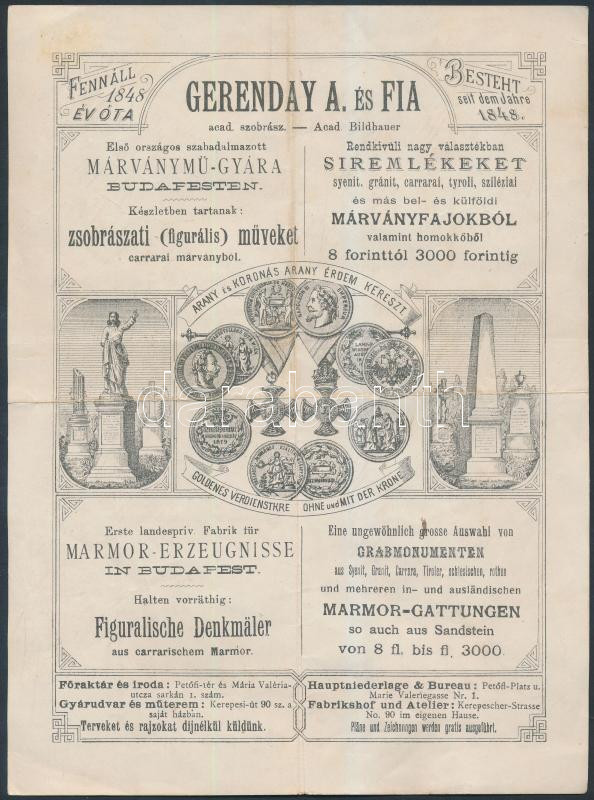 FENNÁLL
1848
ÉV ÓTA
GERENDAY A. ÉS FIA
acad. szobrász. — Acad. Bildhauer
BESTEHT
seit dem Jahre
1848.
Első országos szabadalmazott
MÁRVÁNYMŰ-GYÁRA
BUDAPESTEN.
Készletben tartanak:
zsobrászati (figurális) műveket
carrarai márványból.
Rendkivüli nagy választékban
SIREMLÉKEKET
syenit. gránit, carrarai, tyroli, sziléziai
és más bel- és külföldi
MÁRVÁNYFAJOKBÓL
valamint homokkőből
8 forinttól 3000 forintig
ARANY és KORONÁS ARANY ÉRDEM KERESZT.
GOLDENES VERDIENSTKRE OHNE und MIT DER KRONE
darabanth
Erste landespriv. Fabrik für
MARMOR-ERZEUGNISSE
IN BUDAPEST.
Halten vorräthig:
Figuralische Denkmäler
aus carrarischem Marmor.
Eine ungewöhnlich grosse Auswahl von
GRABMONUMENTEN
aus Syenit, Granit, Carrara, Tiroler, schlesischen, rothen
und mehreren in- und ausländischen
MARMOR-GATTUNGEN
so auch aus Sandstein
von 8 fl. bis fl. 3000.
Főraktár és iroda: Petőfi-tér és Mária Valéria-
utcza sarkán 1. szám.
Gyárudvar és műterem: Kerepesi-út 90 sz. a
saját házban.
Terveket és rajzokat díjnélkül küldünk.
Hauptniederlage & Bureau: Petőfi-Platz u.
Marie Valeriegasse Nr. 1.
Fabrikshof und Atelier: Kerepescher-Strasse
No. 90 im eigenen Hause.
Pläne und Zeichnungen werden gratis ausgeführt.